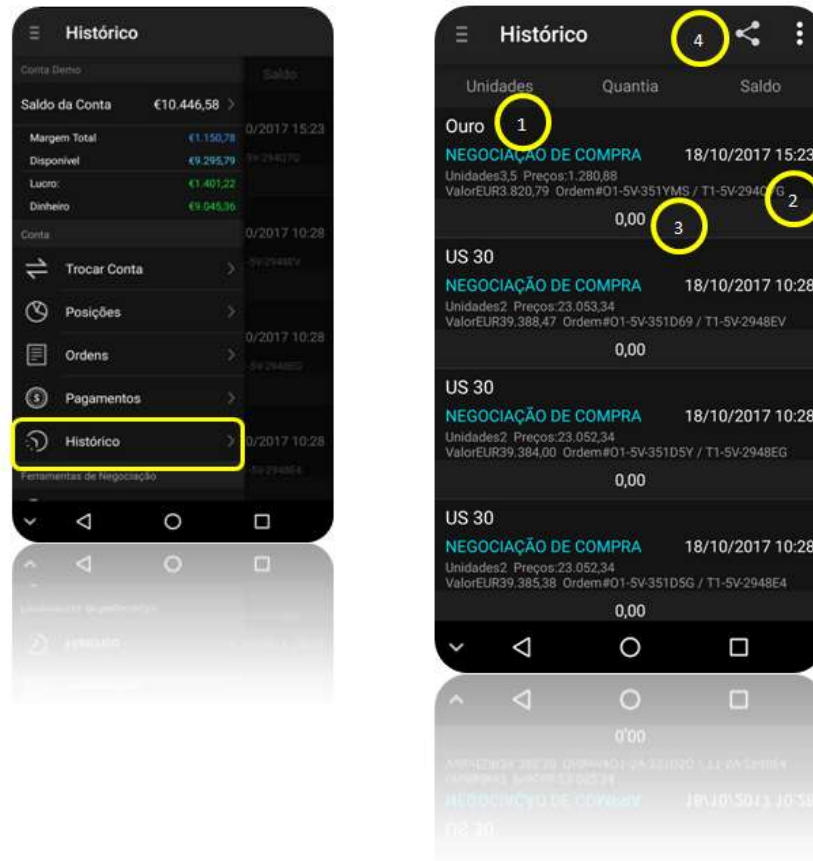 Histórico
Conta Demo
Saldo
Saldo da Conta €10.446,58
Margem Total €1.150,78
0/2017 15:23
Disponível €9.295,79
Lucro: €1.401,22
Dinheiro €9.045,36
Conta
0/2017 10:28
Trocar Conta
Posições
0/2017 10:28
Ordens
Pagamentos
Histórico
0/2017 10:28
Ferramentas de Negociação
Histórico
4
Unidades Quantia Saldo
Ouro 1
NEGOCIAÇÃO DE COMPRA 18/10/2017 15:23
Unidades3,5 Preços:1.280,88
ValorEUR3.820,79 Ordem#O1-5V-351YMS / T1-5V-2940
2
0,00 3
US 30
NEGOCIAÇÃO DE COMPRA 18/10/2017 10:28
Unidades2 Preços:23.053,34
ValorEUR39.388,47 Ordem#O1-5V-351D69 / T1-5V-2948EV
0,00
US 30
NEGOCIAÇÃO DE COMPRA 18/10/2017 10:28
Unidades2 Preços:23.052,34
ValorEUR39.384,00 Ordem#O1-5V-351D5Y / T1-5V-2948EG
0,00
US 30
NEGOCIAÇÃO DE COMPRA 18/10/2017 10:28
Unidades2 Preços:23.052,34
ValorEUR39.385,38 Ordem#O1-5V-351D5G / T1-5V-2948E4
0,00